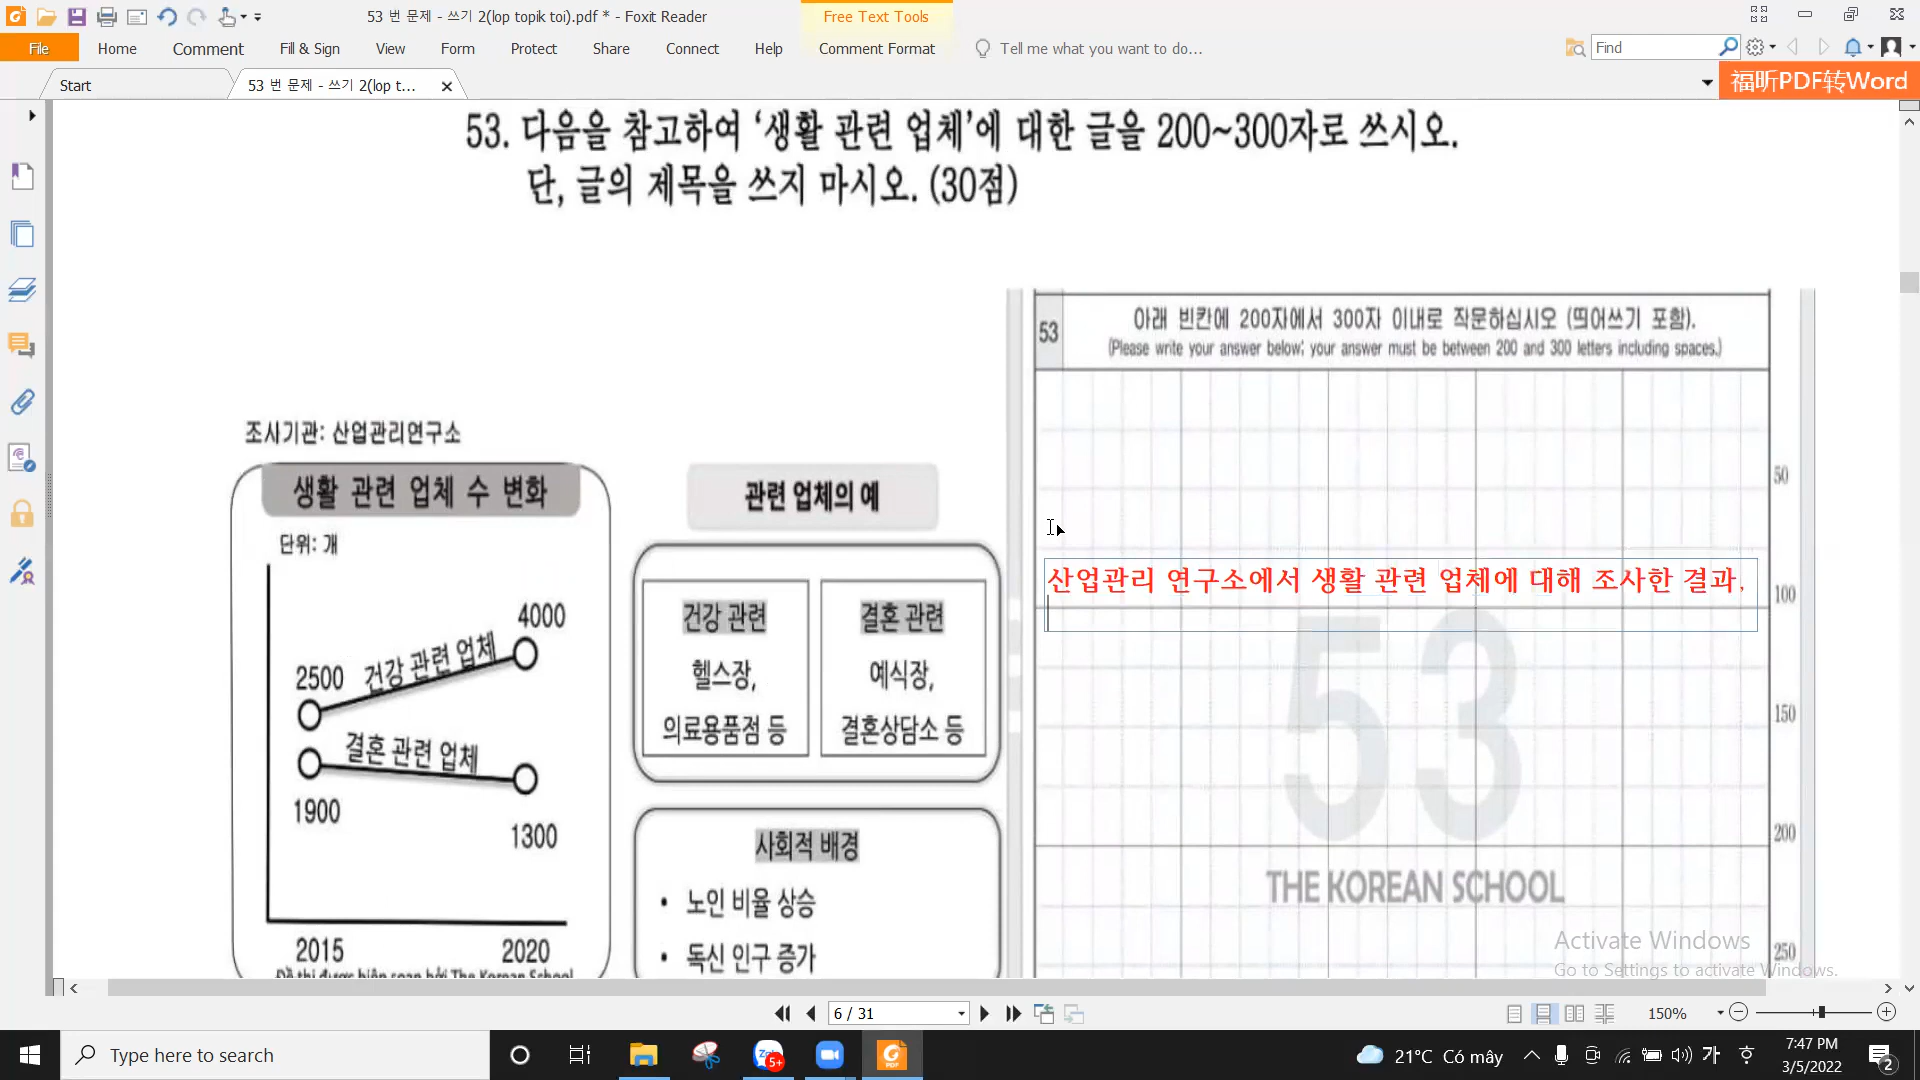 53 번 문제 - 쓰기 2(lop topik toi).pdf * - Foxit Reader
Free Text Tools
File
Home
Comment
Fill & Sign
View
Form
Protect
Share
Connect
Help
Comment Format
Tell me what you want to do...
Find
Start
53 번 문제 - 쓰기 2(lop t...
福昕PDF转Word
53. 다음을 참고하여 ‘생활 관련 업체’에 대한 글을 200~300자로 쓰시오.
단, 글의 제목을 쓰지 마시오. (30점)
조사기관: 산업관리연구소
생활 관련 업체 수 변화
단위: 개
4000
2500
건강 관련 업체
결혼 관련 업체
1900
1300
2015
2020
Đề thi được biên soạn bởi The Korean School
관련 업체의 예
건강 관련
헬스장,
의료용품점 등
결혼 관련
예식장,
결혼상담소 등
사회적 배경
• 노인 비율 상승
• 독신 인구 증가
53
아래 빈칸에 200자에서 300자 이내로 작문하십시오 (띄어쓰기 포함).
(Please write your answer below; your answer must be between 200 and 300 letters including spaces.)
50
산업관리 연구소에서 생활 관련 업체에 대해 조사한 결과,
100
53
150
200
THE KOREAN SCHOOL
250
Activate Windows
Go to Settings to activate Windows.
6 / 31
150%
Type here to search
5+
21°C Có mây
가
7:47 PM
3/5/2022
2